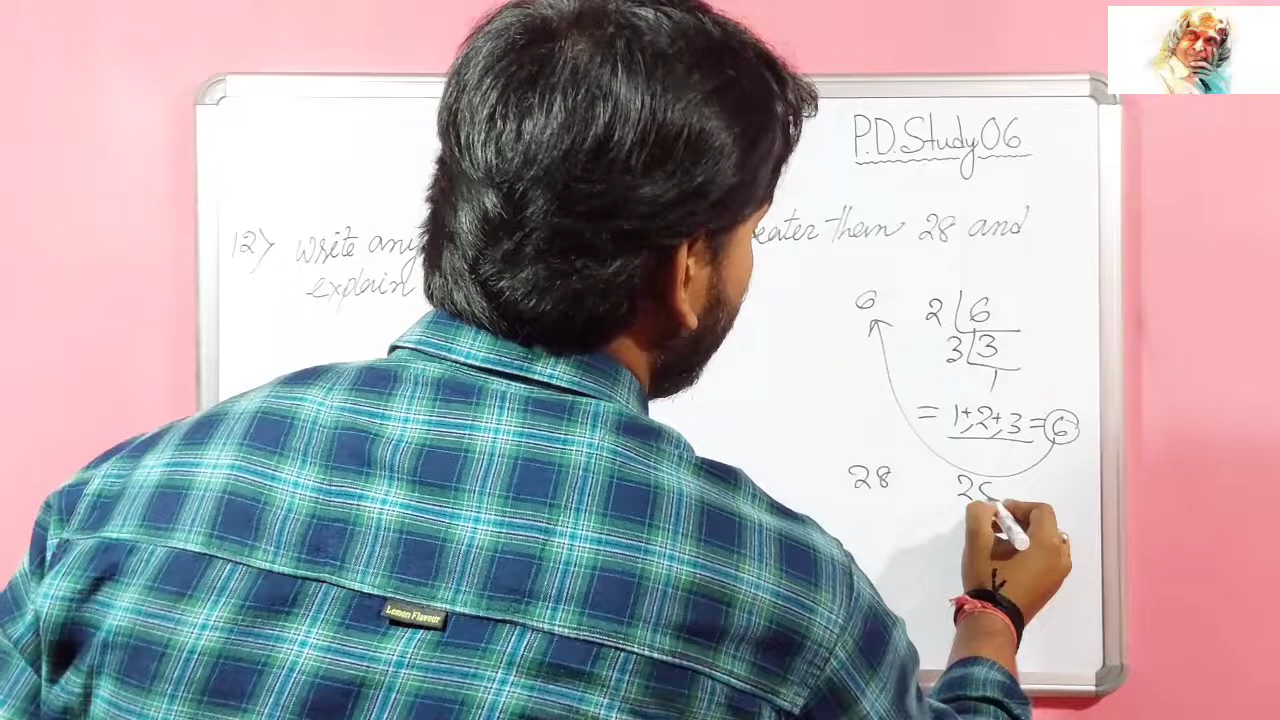 P.D.Study06
12) write any eater then 28 and
explain
6 2 6
3 3
1
= 1+2+3 = 6
28 28
Lemon Flavour